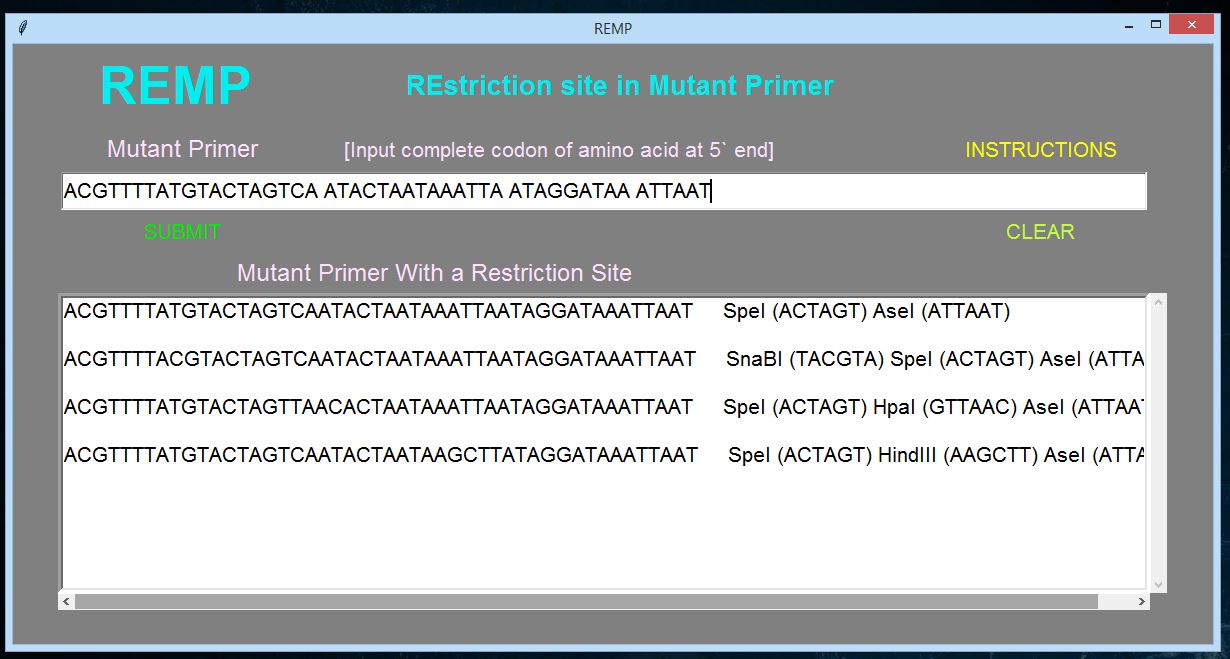 REMP
REMP
REstriction site in Mutant Primer
Mutant Primer
[Input complete codon of amino acid at 5` end]
INSTRUCTIONS
ACGTTTTATGTACTAGTCA ATACTAATAAATTA ATAGGATAA ATTAAT
SUBMIT
CLEAR
Mutant Primer With a Restriction Site
ACGTTTTATGTACTAGTCAATACTAATAAATTAATAGGATAAATTAAT SpeI (ACTAGT) AseI (ATTAAT)
ACGTTTTACGTACTAGTCAATACTAATAAATTAATAGGATAAATTAAT SnaBI (TACGTA) SpeI (ACTAGT) AseI (ATTA
ACGTTTTATGTACTAGTTAACACTAATAAATTAATAGGATAAATTAAT SpeI (ACTAGT) HpaI (GTTAAC) AseI (ATTAAT
ACGTTTTATGTACTAGTCAATACTAATAAGCTTATAGGATAAATTAAT SpeI (ACTAGT) HindIII (AAGCTT) AseI (ATTA